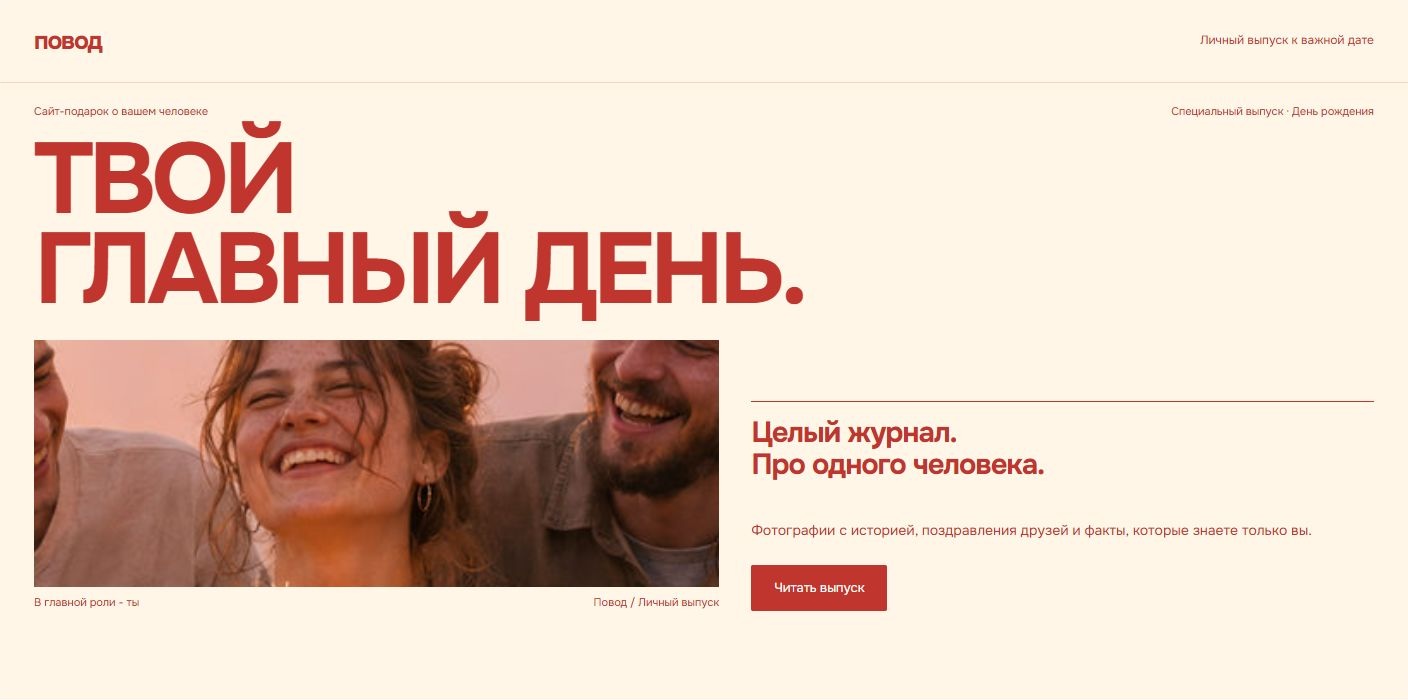 повод
Личный выпуск к важной дате
Сайт-подарок о вашем человеке
Специальный выпуск · День рождения
ТВОЙ
ГЛАВНЫЙ ДЕНЬ.
Целый журнал.
Про одного человека.
Фотографии с историей, поздравления друзей и факты, которые знаете только вы.
Читать выпуск
В главной роли - ты
Повод / Личный выпуск